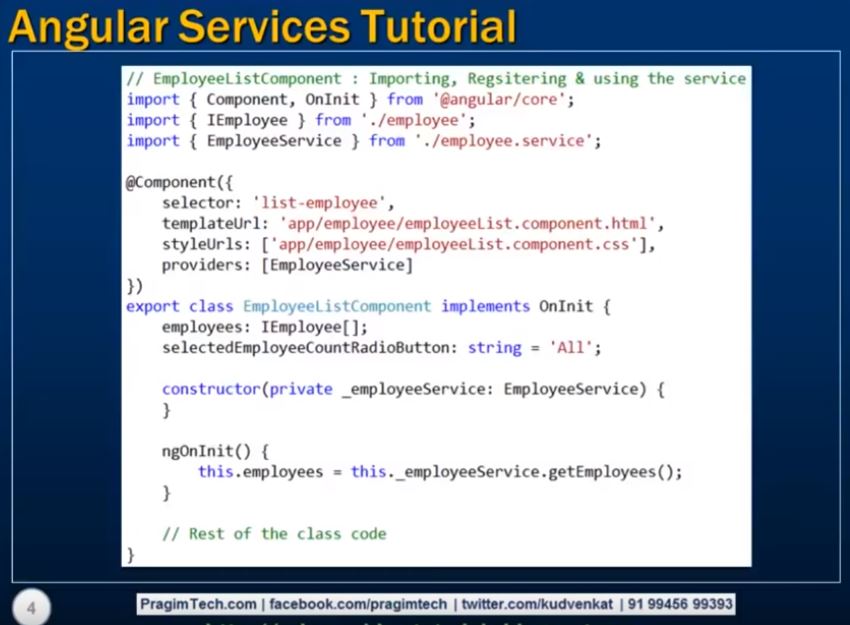 Angular Services Tutorial
// EmployeeListComponent : Importing, Regsitering & using the service
import { Component, OnInit } from '@angular/core';
import { IEmployee } from './employee';
import { EmployeeService } from './employee.service';
@Component({
    selector: 'list-employee',
    templateUrl: 'app/employee/employeeList.component.html',
    styleUrls: ['app/employee/employeeList.component.css'],
    providers: [EmployeeService]
})
export class EmployeeListComponent implements OnInit {
    employees: IEmployee[];
    selectedEmployeeCountRadioButton: string = 'All';
    constructor(private _employeeService: EmployeeService) {
    }
    ngOnInit() {
        this.employees = this._employeeService.getEmployees();
    }
    // Rest of the class code
}
4
PragimTech.com | facebook.com/pragimtech | twitter.com/kudvenkat | 91 99456 99393